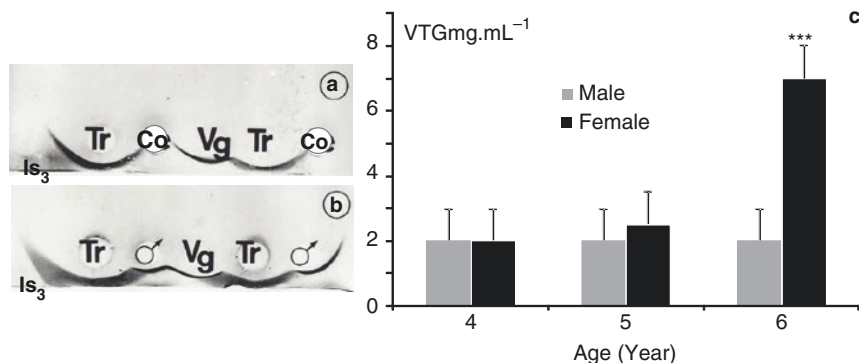 a
Tr Co Vg Tr Co
Is3
b
Tr ♂ Vg Tr ♂
Is3
c
VTGmg.mL−1
8
6
4
2
0
***
Male
Female
4 5 6
Age (Year)